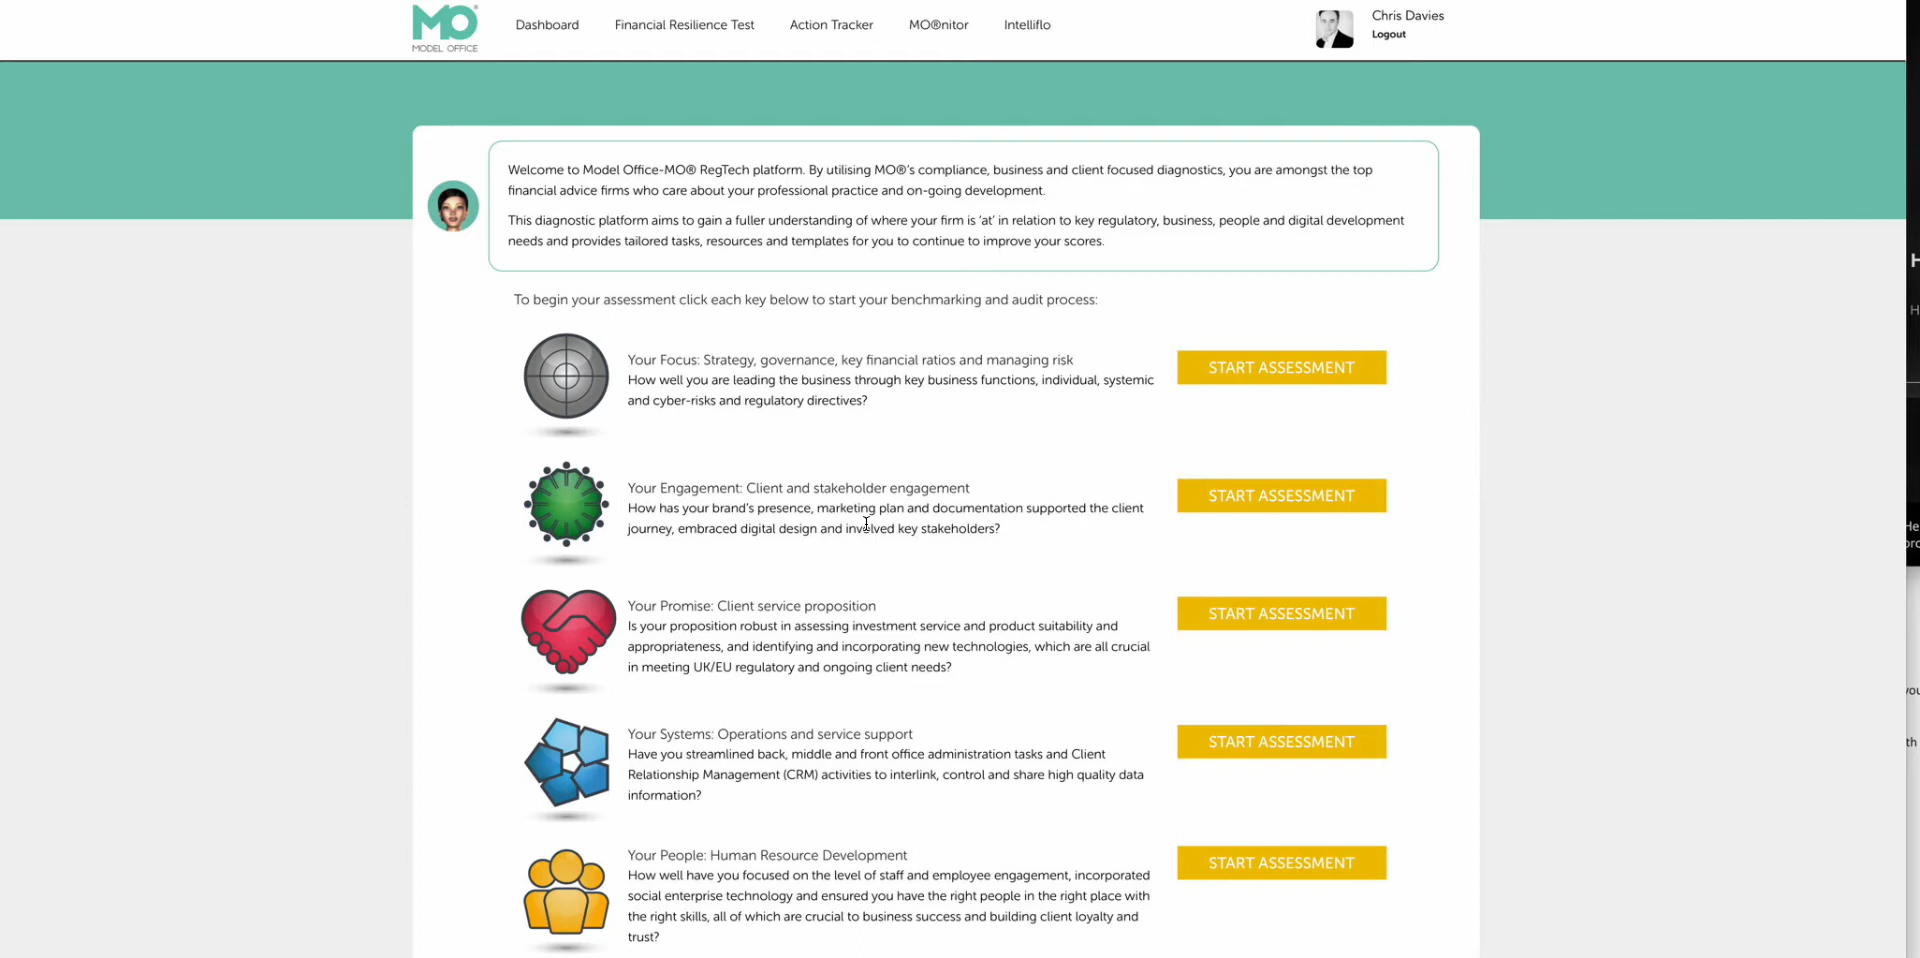 MO®
MODEL OFFICE
Dashboard
Financial Resilience Test
Action Tracker
MO®nitor
Intelliflo
Chris Davies
Logout
Welcome to Model Office-MO® RegTech platform. By utilising MO®'s compliance, business and client focused diagnostics, you are amongst the top
financial advice firms who care about your professional practice and on-going development.
This diagnostic platform aims to gain a fuller understanding of where your firm is 'at' in relation to key regulatory, business, people and digital development
needs and provides tailored tasks, resources and templates for you to continue to improve your scores.
To begin your assessment click each key below to start your benchmarking and audit process:
Your Focus: Strategy, governance, key financial ratios and managing risk
How well you are leading the business through key business functions, individual, systemic
and cyber-risks and regulatory directives?
START ASSESSMENT
Your Engagement: Client and stakeholder engagement
How has your brand's presence, marketing plan and documentation supported the client
journey, embraced digital design and involved key stakeholders?
START ASSESSMENT
Your Promise: Client service proposition
Is your proposition robust in assessing investment service and product suitability and
appropriateness, and identifying and incorporating new technologies, which are all crucial
in meeting UK/EU regulatory and ongoing client needs?
START ASSESSMENT
Your Systems: Operations and service support
Have you streamlined back, middle and front office administration tasks and Client
Relationship Management (CRM) activities to interlink, control and share high quality data
information?
START ASSESSMENT
Your People: Human Resource Development
How well have you focused on the level of staff and employee engagement, incorporated
social enterprise technology and ensured you have the right people in the right place with
the right skills, all of which are crucial to business success and building client loyalty and
trust?
START ASSESSMENT